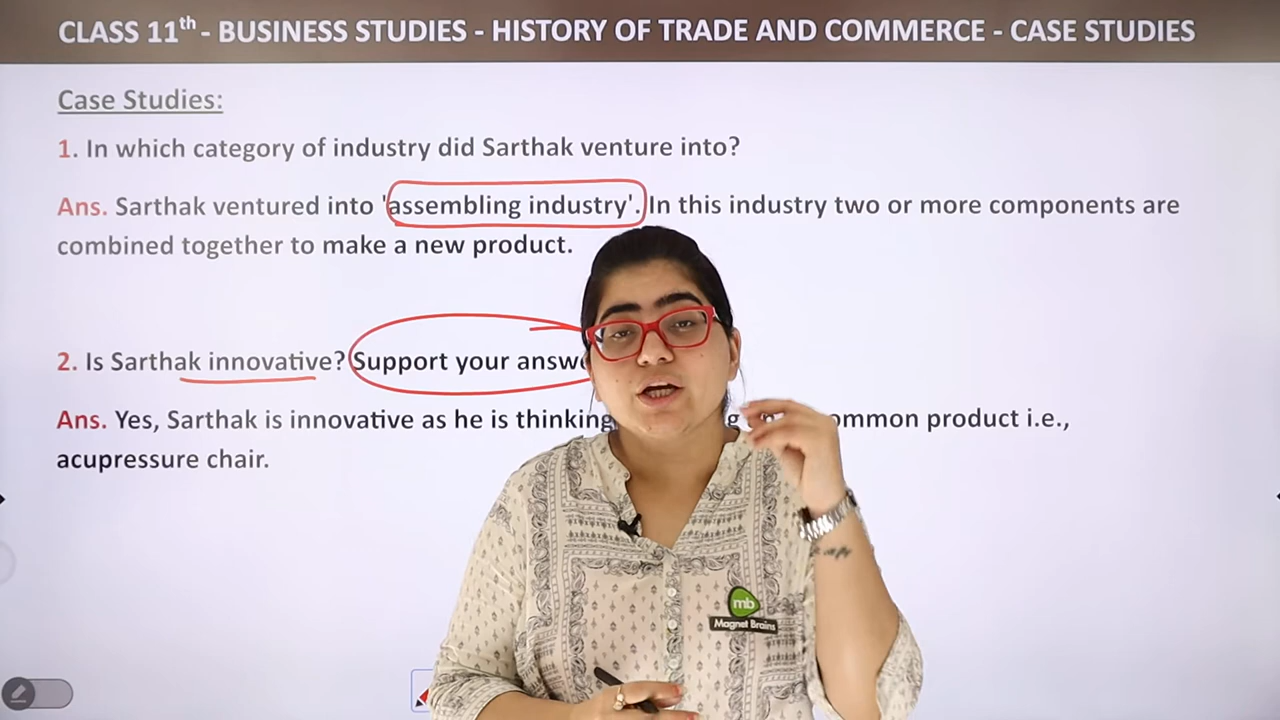 CLASS 11th - BUSINESS STUDIES - HISTORY OF TRADE AND COMMERCE - CASE STUDIES
Case Studies:
1. In which category of industry did Sarthak venture into?
Ans. Sarthak ventured into 'assembling industry'. In this industry two or more components are
combined together to make a new product.
2. Is Sarthak innovative? Support your answe
Ans. Yes, Sarthak is innovative as he is thinking g ommon product i.e.,
acupressure chair.
mb
Magnet Brains